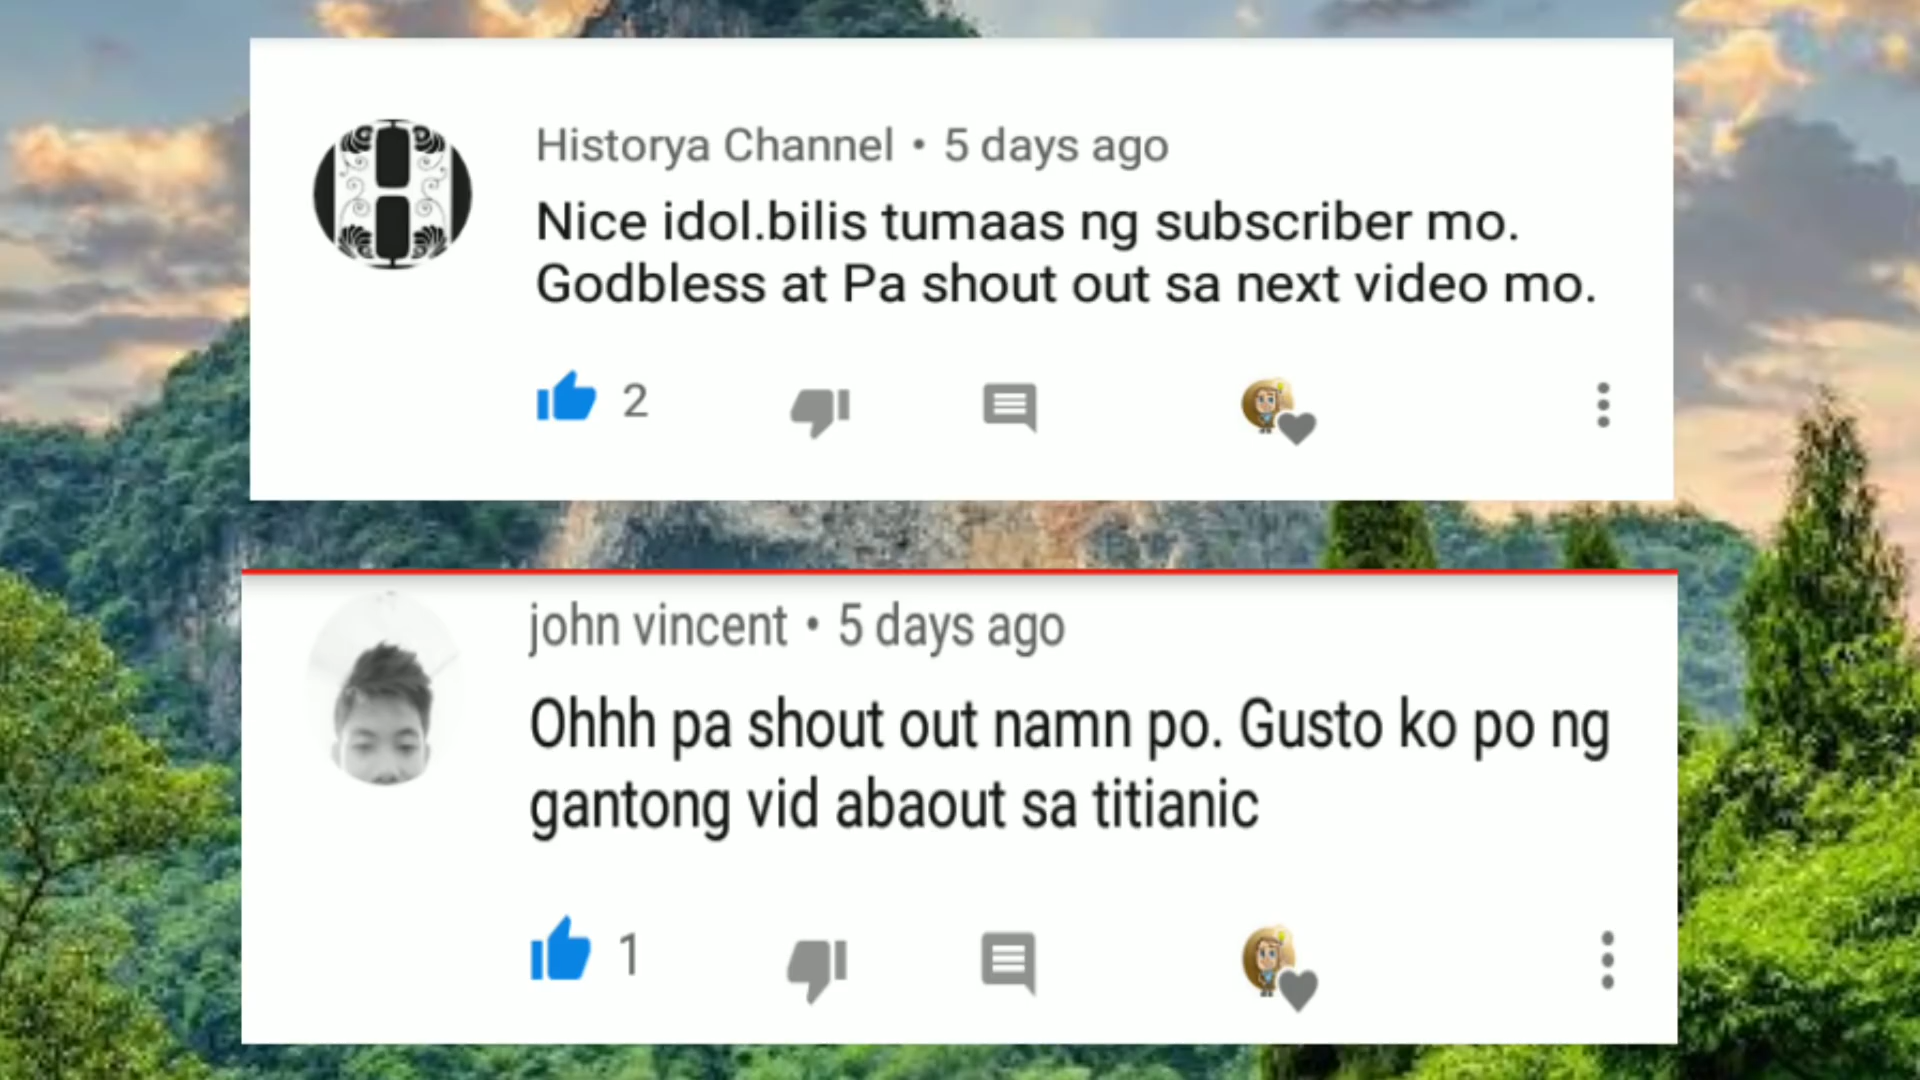 Historya Channel • 5 days ago
Nice idol.bilis tumaas ng subscriber mo.
Godbless at Pa shout out sa next video mo.
2
john vincent • 5 days ago
Ohhh pa shout out namn po. Gusto ko po ng
gantong vid abaout sa titianic
1